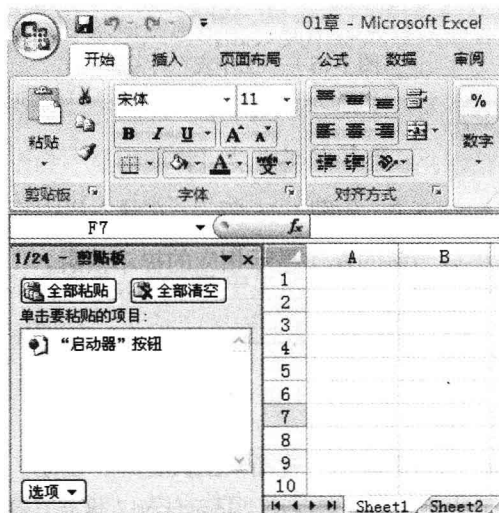 01章 - Microsoft Excel
开始 插入 页面布局 公式 数据 审阅
宋体 11 %
粘贴 B I U A A 数字
A wén 变
剪贴板 字体 对齐方式
F7 fx
1/24 - 剪贴板 A B
全部粘贴 全部清空 1
单击要粘贴的项目: 2
3
“启动器”按钮 4
5
6
7
8
9
选项 10
Sheet1 Sheet2